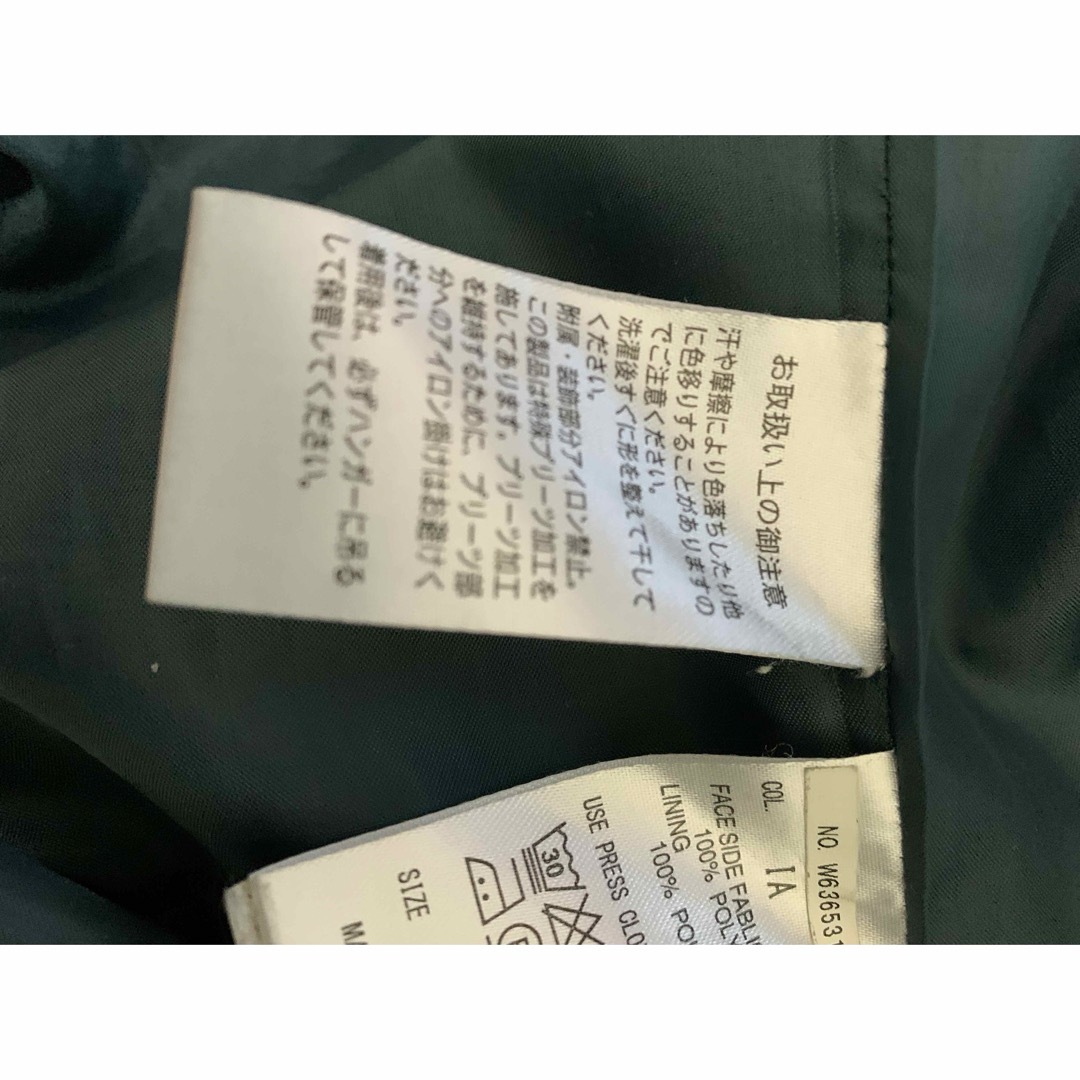 お取扱い上の御注意
汗や摩擦により色落ちしたり他
に色移りすることがありますの
でご注意ください。
洗濯後すぐに形を整えて干して
ください。
附属・装飾部分アイロン禁止。
この製品は特殊プリーツ加工を
施してあります。プリーツ加工
を維持するために、プリーツ部
分へのアイロン掛けはお避けく
ださい。
着用後は、必ずハンガーに吊る
して保管してください。
NO. W636531
COL. IA
FACE SIDE
100%
LINING
100%
30
USE PRESS
SIZE